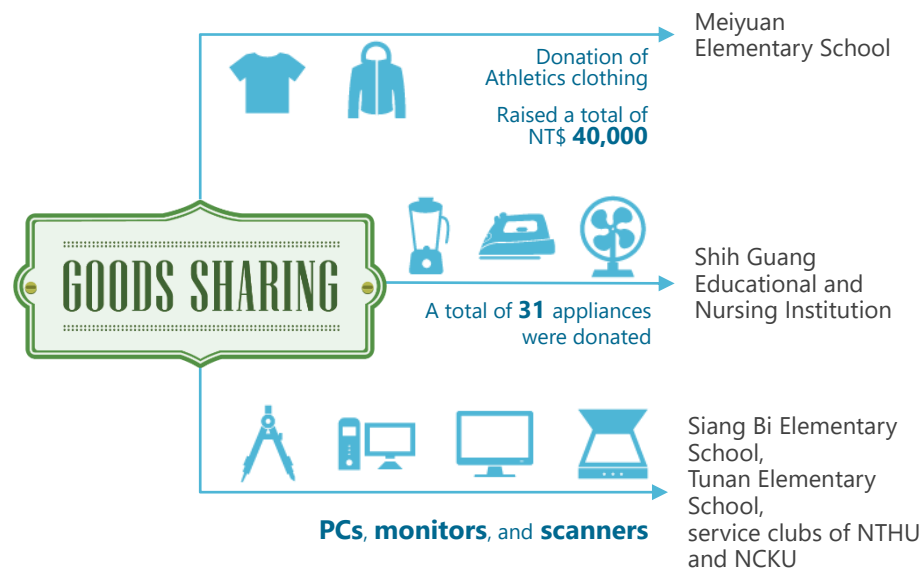 Meiyuan
Elementary School
Donation of
Athletics clothing
Raised a total of
NT$ 40,000
GOODS SHARING
Shih Guang
Educational and
Nursing Institution
A total of 31 appliances
were donated
Siang Bi Elementary
School,
Tunan Elementary
School,
service clubs of NTHU
and NCKU
PCs, monitors, and scanners